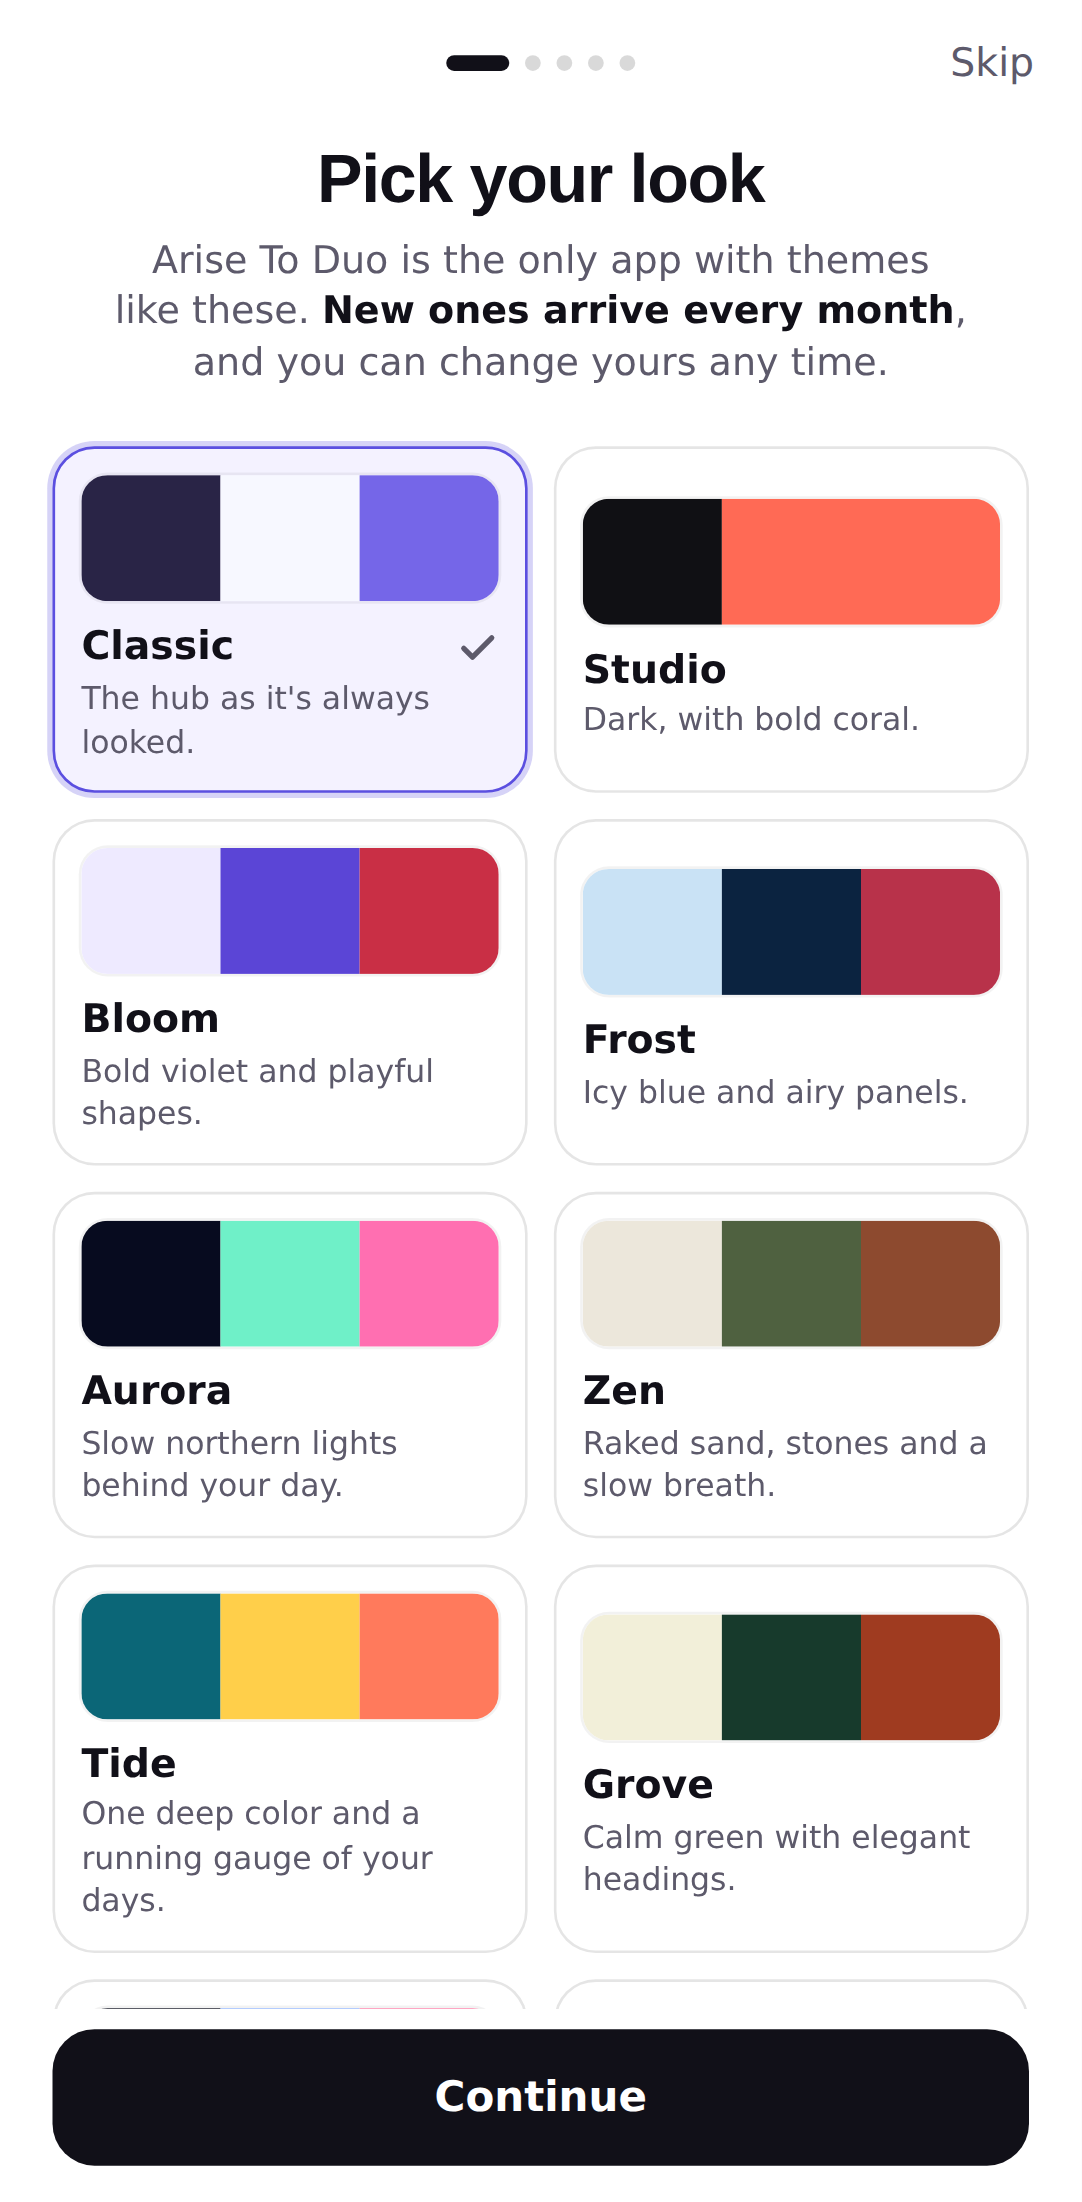 Skip
Pick your look
Arise To Duo is the only app with themes
like these. New ones arrive every month,
and you can change yours any time.
Classic
The hub as it's always
looked.
Studio
Dark, with bold coral.
Bloom
Bold violet and playful
shapes.
Frost
Icy blue and airy panels.
Aurora
Slow northern lights
behind your day.
Zen
Raked sand, stones and a
slow breath.
Tide
One deep color and a
running gauge of your
days.
Grove
Calm green with elegant
headings.
Continue